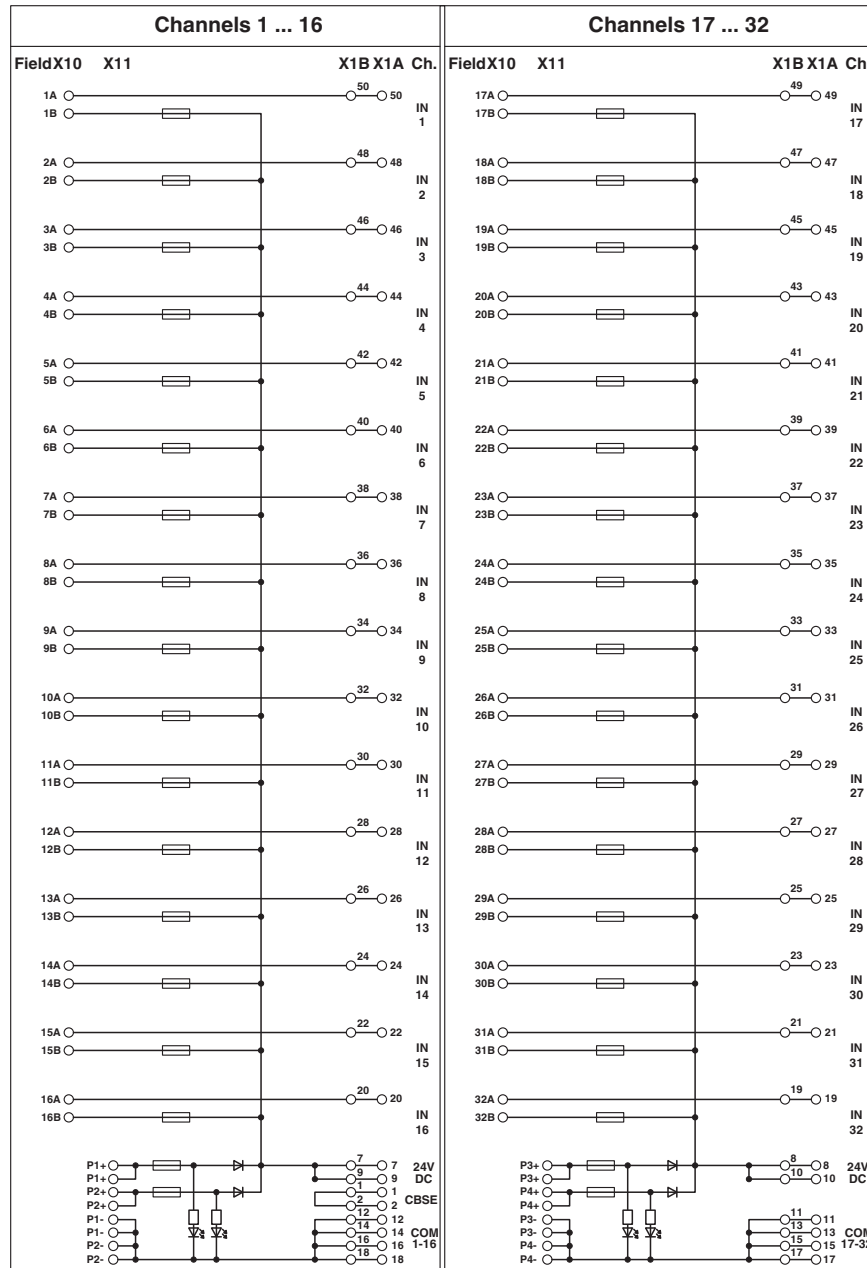 Channels 1 ... 16
FieldX10 X11 X1B X1A Ch.
1A 50 50
1B IN 1
2A 48 48
2B IN 2
3A 46 46
3B IN 3
4A 44 44
4B IN 4
5A 42 42
5B IN 5
6A 40 40
6B IN 6
7A 38 38
7B IN 7
8A 36 36
8B IN 8
9A 34 34
9B IN 9
10A 32 32
10B IN 10
11A 30 30
11B IN 11
12A 28 28
12B IN 12
13A 26 26
13B IN 13
14A 24 24
14B IN 14
15A 22 22
15B IN 15
16A 20 20
16B IN 16
P1+ 7 7 24V
P1+ 9 9 DC
P2+ 1 1 CBSE
P2+ 2 2
P1- 12 12
P1- 14 14 COM
P2- 16 16 1-16
P2- 18 18
Channels 17 ... 32
FieldX10 X11 X1B X1A Ch.
17A 49 49
17B IN 17
18A 47 47
18B IN 18
19A 45 45
19B IN 19
20A 43 43
20B IN 20
21A 41 41
21B IN 21
22A 39 39
22B IN 22
23A 37 37
23B IN 23
24A 35 35
24B IN 24
25A 33 33
25B IN 25
26A 31 31
26B IN 26
27A 29 29
27B IN 27
28A 27 27
28B IN 28
29A 25 25
29B IN 29
30A 23 23
30B IN 30
31A 21 21
31B IN 31
32A 19 19
32B IN 32
P3+ 8 8 24V
P3+ 10 10 DC
P4+
P4+
P3- 11 11
P3- 13 13 COM
P4- 15 15 17-32
P4- 17 17